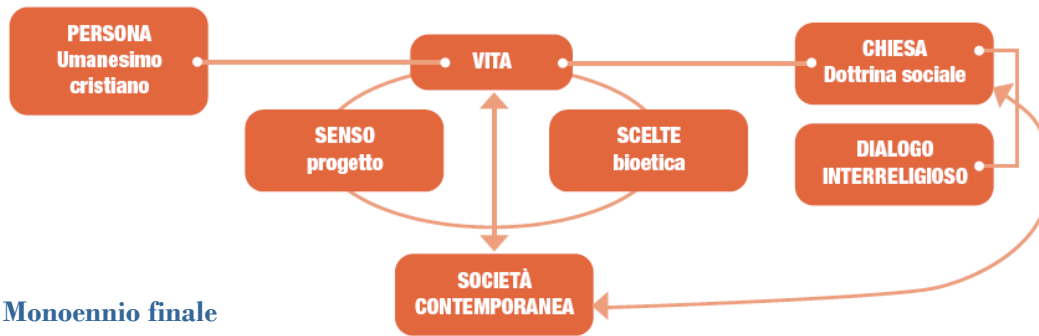 PERSONA
Umanesimo
cristiano
VITA
CHIESA
Dottrina sociale
SENSO
progetto
SCELTE
bioetica
DIALOGO
INTERRELIGIOSO
SOCIETÀ
CONTEMPORANEA
Monoennio finale